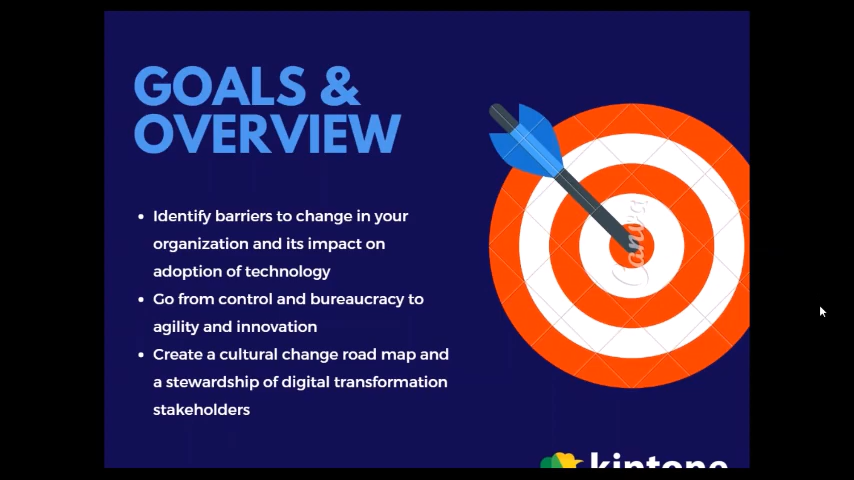 GOALS &
OVERVIEW
• Identify barriers to change in your
organization and its impact on
adoption of technology
• Go from control and bureaucracy to
agility and innovation
• Create a cultural change road map and
a stewardship of digital transformation
stakeholders
Canva
kintone